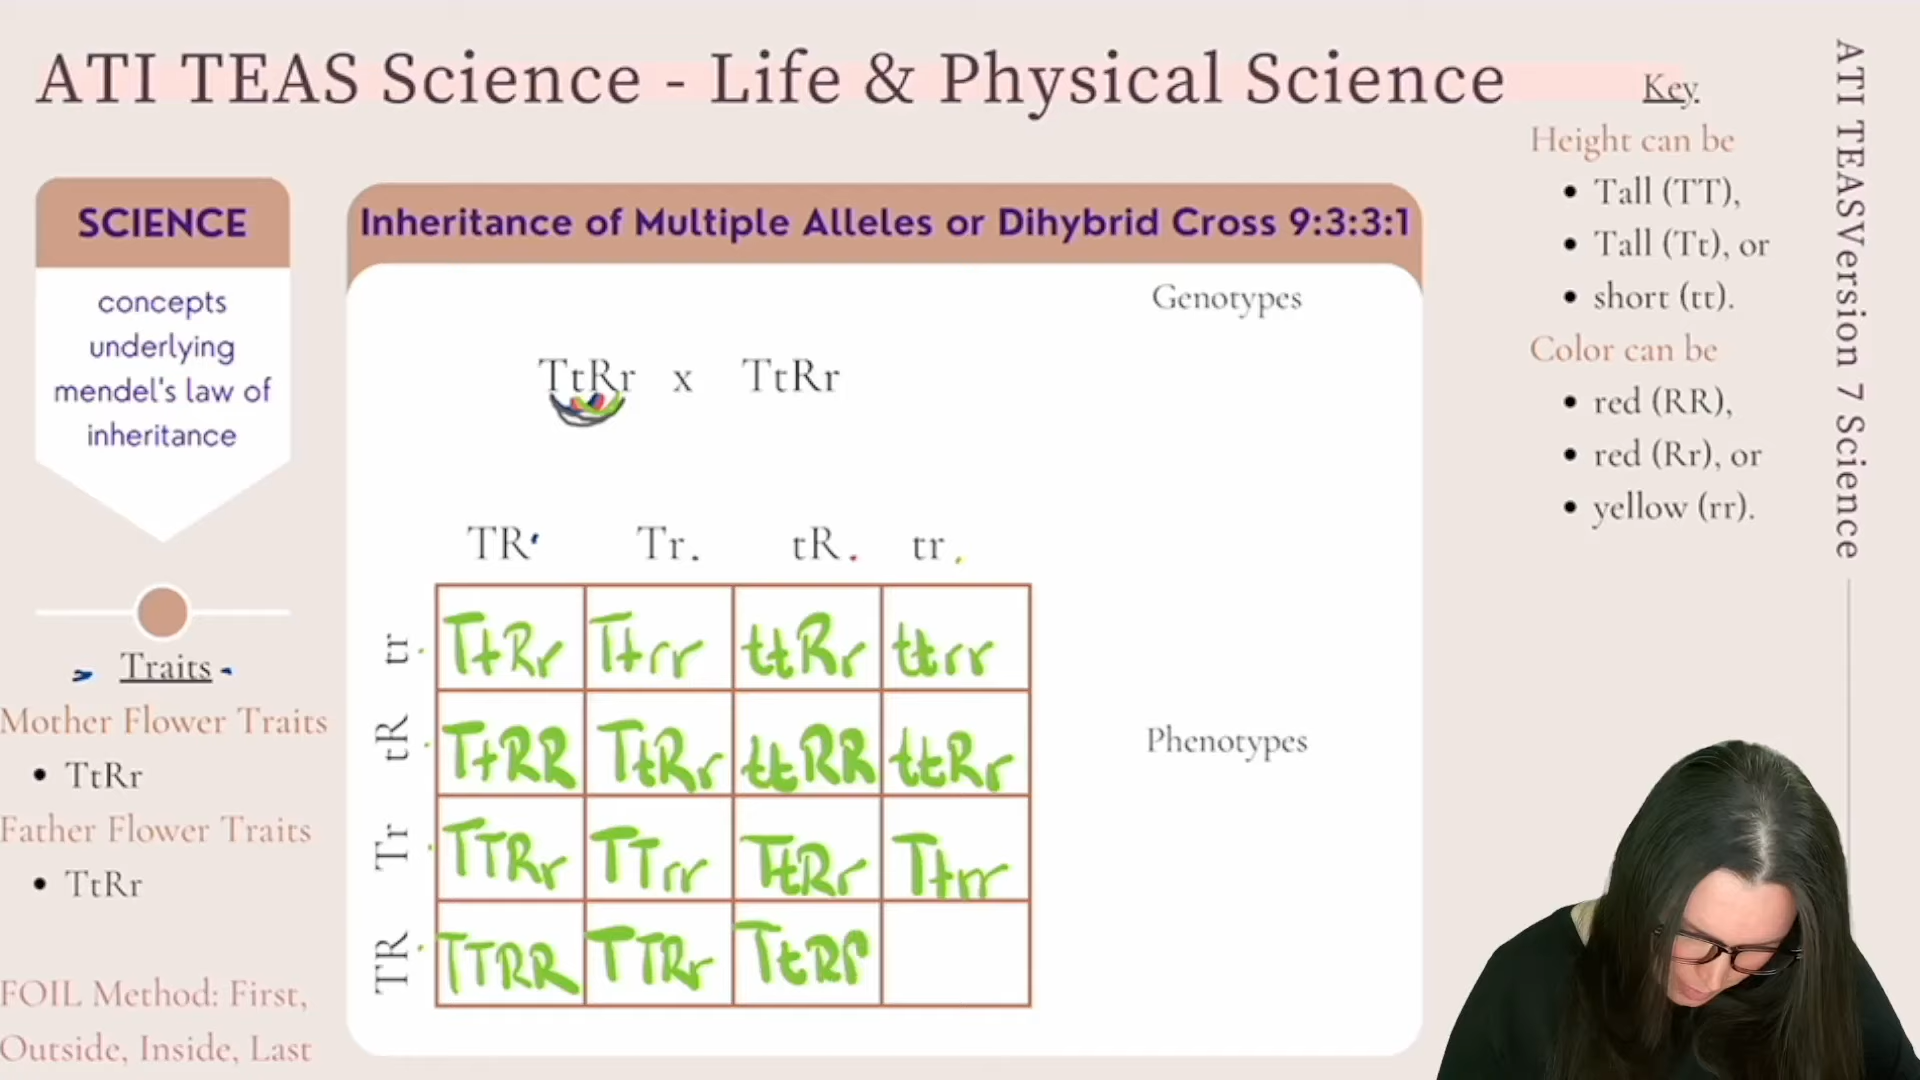 ATI TEAS Science - Life & Physical Science
SCIENCE
concepts
underlying
mendel's law of
inheritance
Traits
Mother Flower Traits
• TtRr
Father Flower Traits
• TtRr
FOIL Method: First,
Outside, Inside, Last
Inheritance of Multiple Alleles or Dihybrid Cross 9:3:3:1
Genotypes
TtRr x TtRr
TR Tr tR tr
tr TtRr Ttrr ttRr ttrr
tR TtRR TtRr ttRR ttRr
Tr TTRr TTrr TtRr Ttrr
TR TTRR TTRr
Phenotypes
Key
Height can be
• Tall (TT),
• Tall (Tt), or
• short (tt).
Color can be
• red (RR),
• red (Rr), or
• yellow (rr).
ATI TEASVersion 7 Science